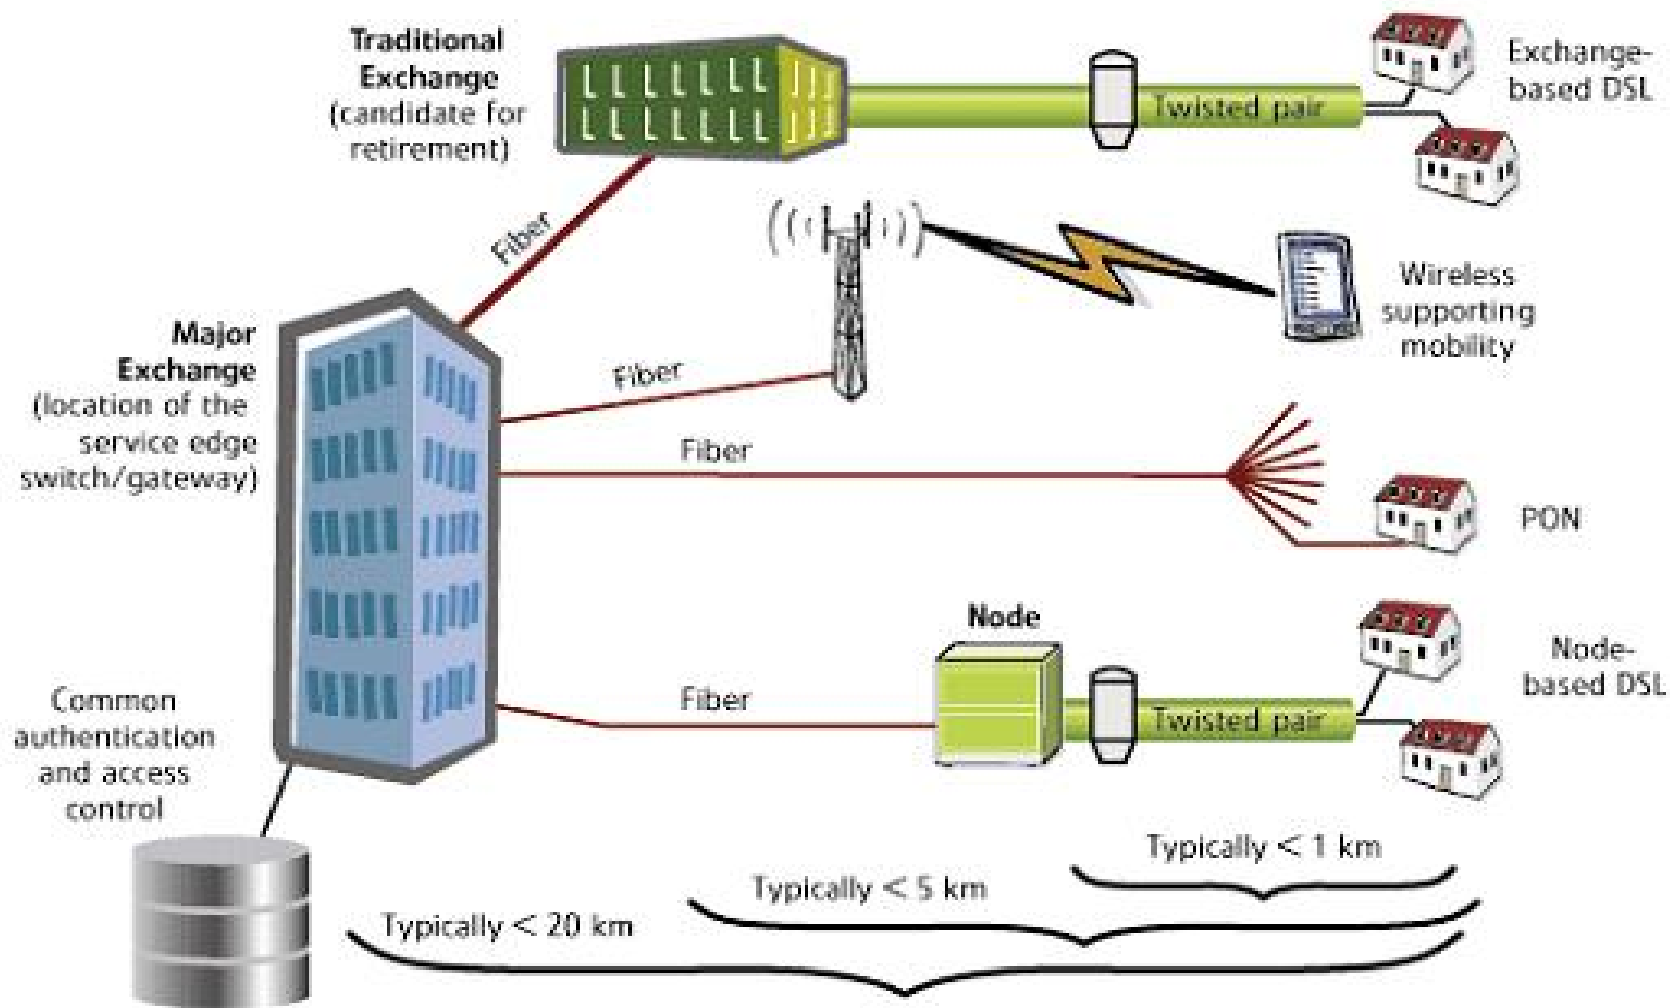 Traditional
Exchange
(candidate for
retirement)
Twisted pair
Exchange-
based DSL
Fiber
Wireless
supporting
mobility
Major
Exchange
(location of the
service edge
switch/gateway)
Fiber
Fiber
PON
Node
Fiber
Twisted pair
Node-
based DSL
Common
authentication
and access
control
Typically < 1 km
Typically < 5 km
Typically < 20 km